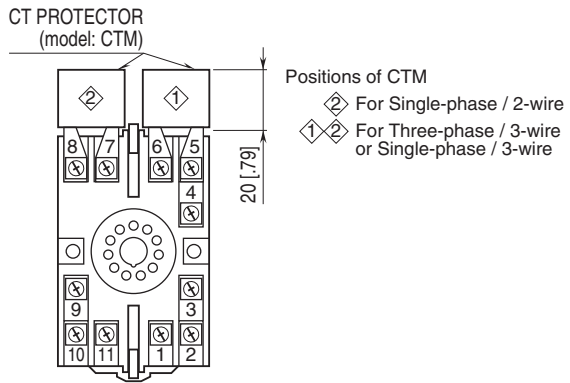 CT PROTECTOR
(model: CTM)
2
1
Positions of CTM
2 For Single-phase / 2-wire
1 2 For Three-phase / 3-wire
or Single-phase / 3-wire
20 [.79]
8 7 6 5
4
9 3
10 11 1 2